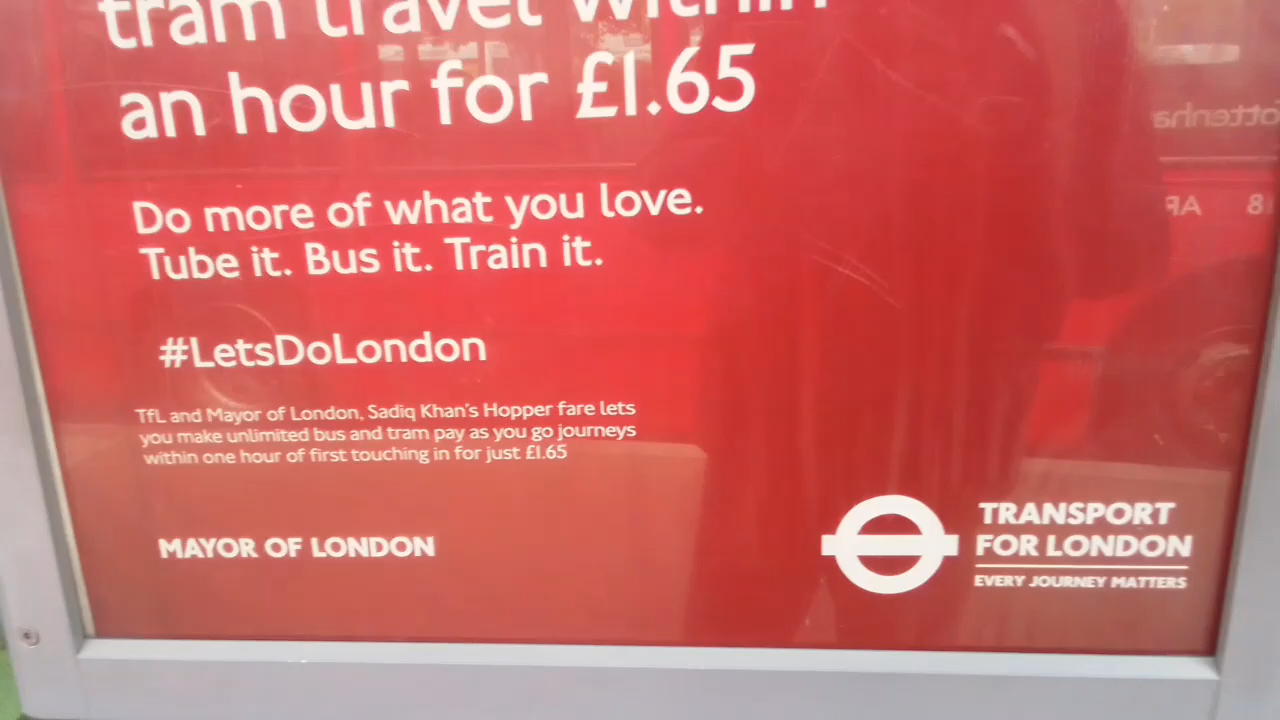 tram travel within
an hour for £1.65
Do more of what you love.
Tube it. Bus it. Train it.
#LetsDoLondon
TfL and Mayor of London, Sadiq Khan's Hopper fare lets
you make unlimited bus and tram pay as you go journeys
within one hour of first touching in for just £1.65
MAYOR OF LONDON
TRANSPORT
FOR LONDON
EVERY JOURNEY MATTERS